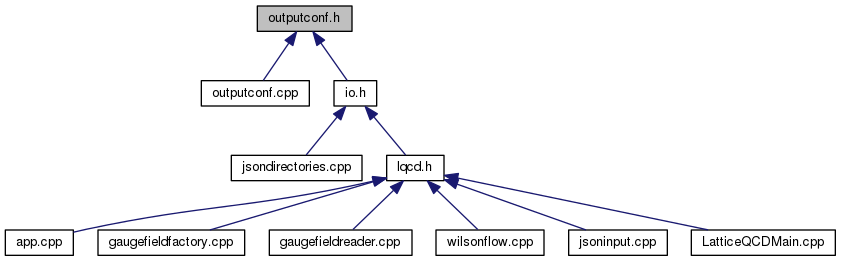 outputconf.h
outputconf.cpp
io.h
jsondirectories.cpp
lqcd.h
app.cpp
gaugefieldfactory.cpp
gaugefieldreader.cpp
wilsonflow.cpp
jsoninput.cpp
LatticeQCDMain.cpp